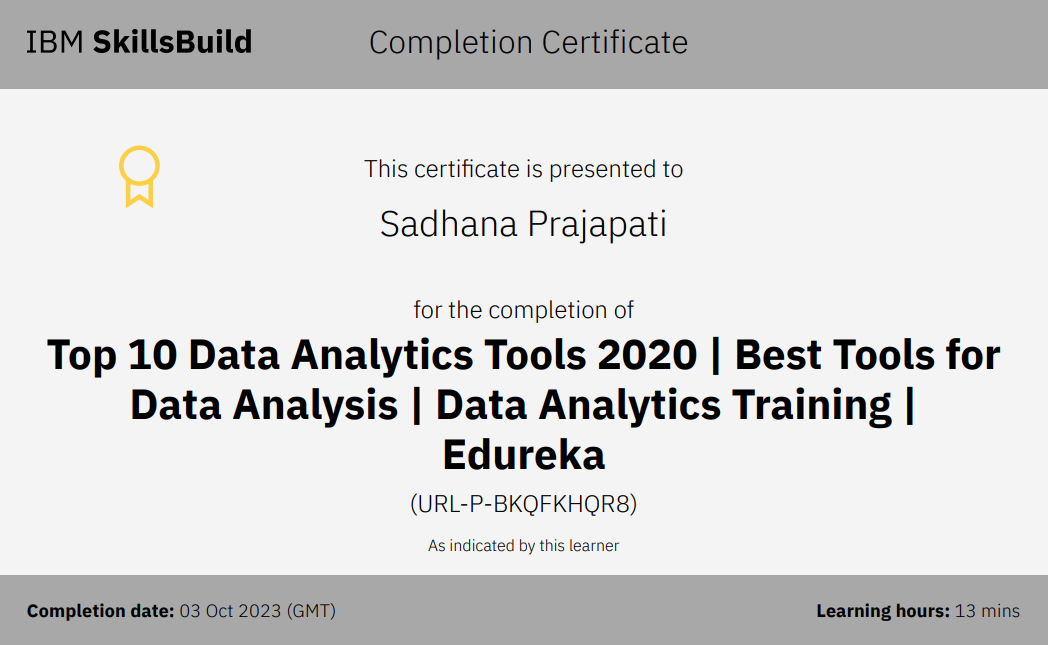 IBM SkillsBuild
Completion Certificate
This certificate is presented to
Sadhana Prajapati
for the completion of
Top 10 Data Analytics Tools 2020 | Best Tools for
Data Analysis | Data Analytics Training |
Edureka
(URL-P-BKQFKHQR8)
As indicated by this learner
Completion date: 03 Oct 2023 (GMT)
Learning hours: 13 mins